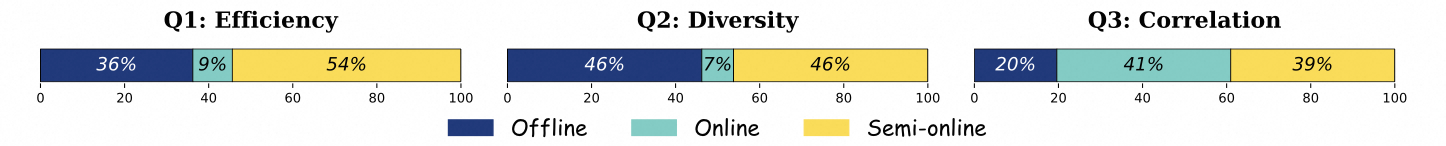 Q1: Efficiency Q2: Diversity Q3: Correlation
36% 9% 54% 46% 7% 46% 20% 41% 39%
0 20 40 60 80 100 0 20 40 60 80 100 0 20 40 60 80 100
Offline Online Semi-online